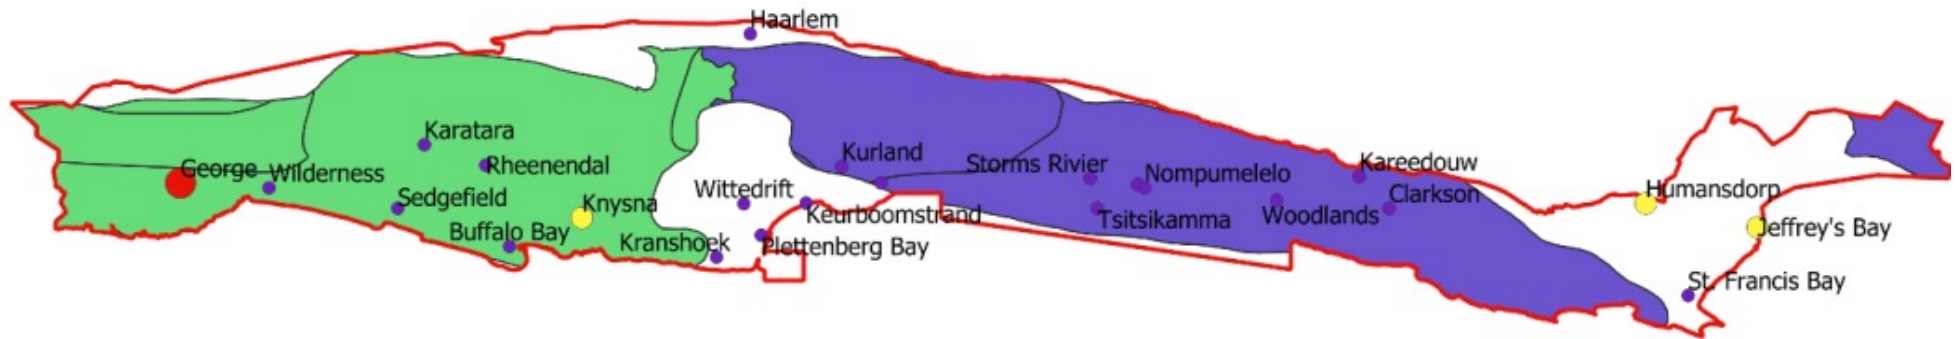 Haarlem
Karatara
Rheenendal
George
Wilderness
Sedgefield
Knysna
Buffalo Bay
Kranshoek
Wittedrift
Plettenberg Bay
Keurboomstrand
Kurland
Storms Rivier
Nompumelelo
Tsitsikamma
Woodlands
Kareedouw
Clarkson
Humansdorp
Jeffrey's Bay
St. Francis Bay